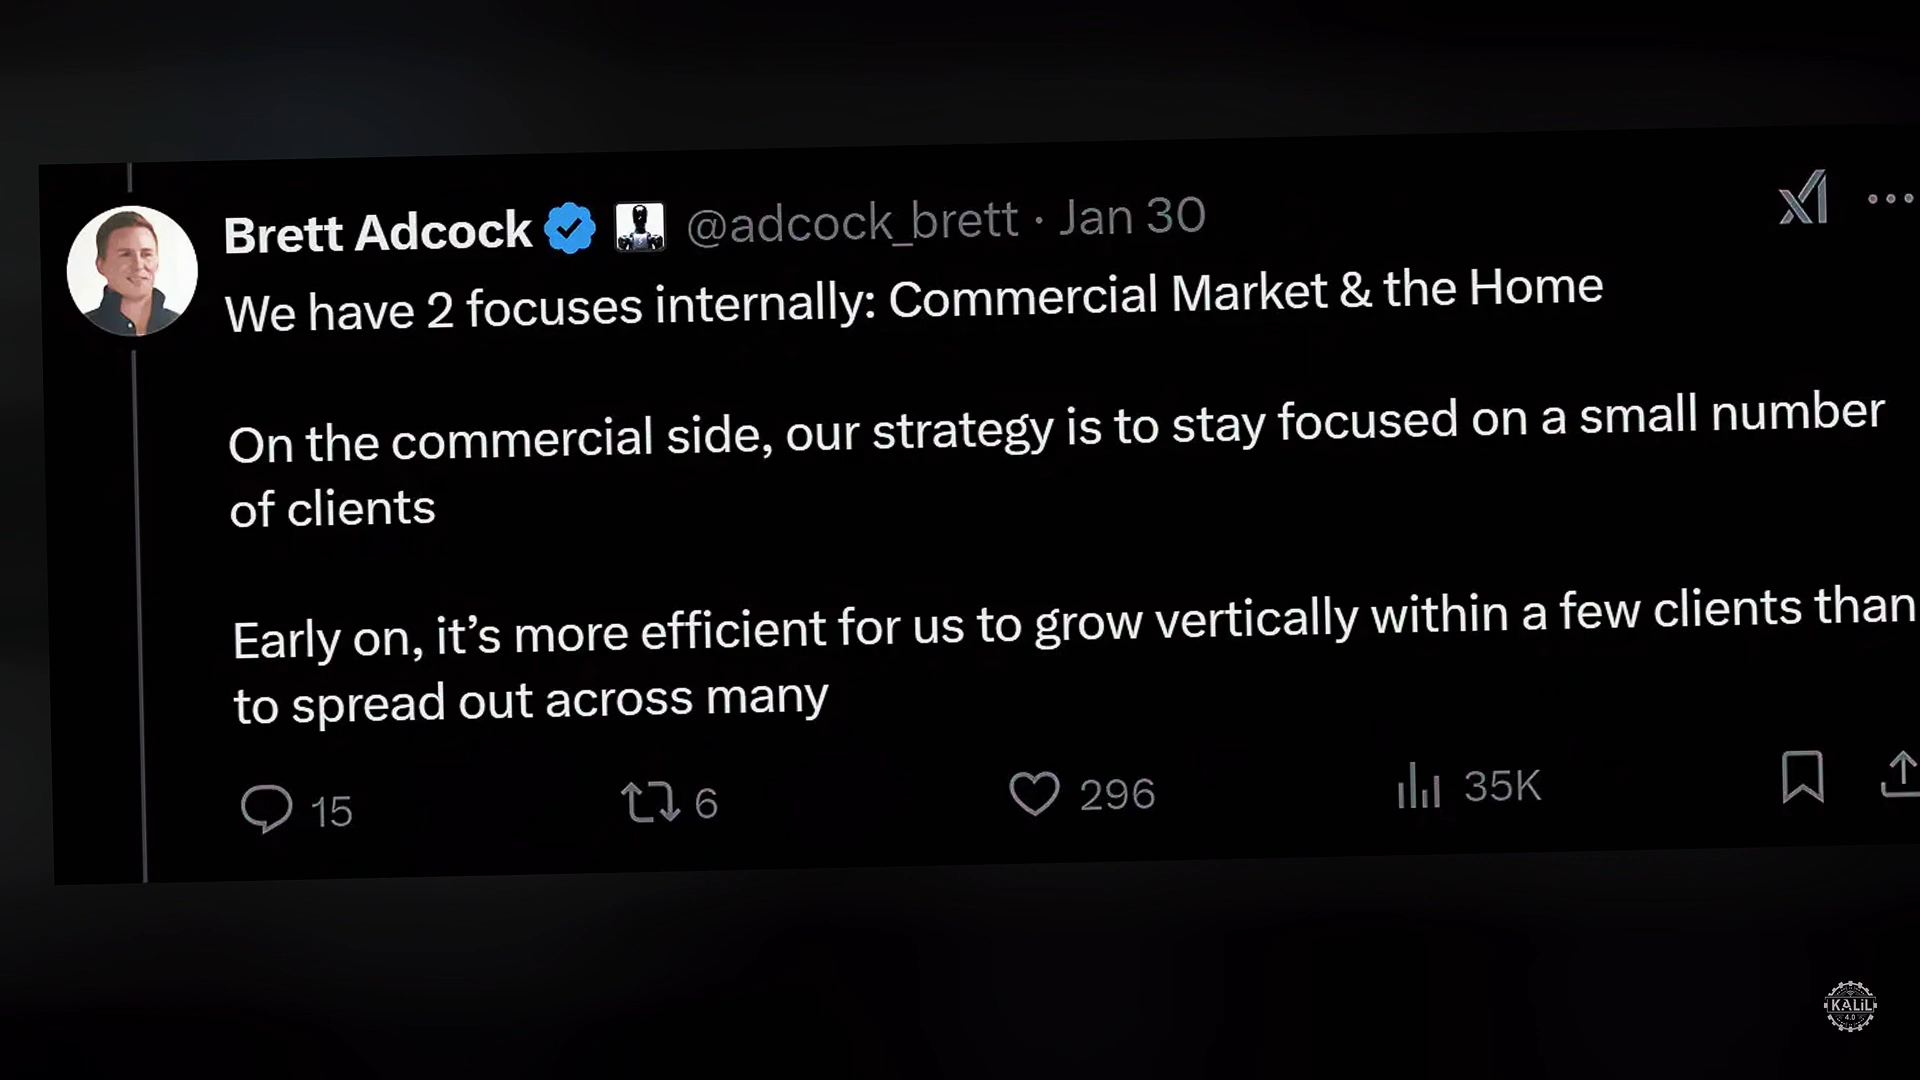 Brett Adcock @adcock_brett · Jan 30
We have 2 focuses internally: Commercial Market & the Home
On the commercial side, our strategy is to stay focused on a small number
of clients
Early on, it’s more efficient for us to grow vertically within a few clients than
to spread out across many
15 6 296 35K
KALiL
4.0